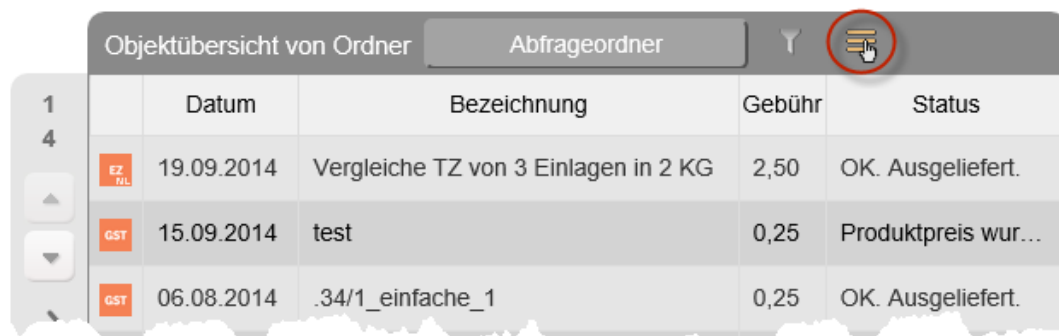 Objektübersicht von Ordner Abfrageordner
1
4
Datum Bezeichnung Gebühr Status
EZ NL 19.09.2014 Vergleiche TZ von 3 Einlagen in 2 KG 2,50 OK. Ausgeliefert.
GST 15.09.2014 test 0,25 Produktpreis wur...
GST 06.08.2014 .34/1_einfache_1 0,25 OK. Ausgeliefert.